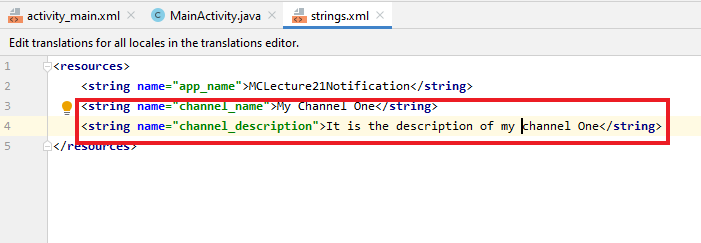 activity_main.xml MainActivity.java strings.xml
Edit translations for all locales in the translations editor.
1 <resources>
2 <string name="app_name">MCLecture21Notification</string>
3 <string name="channel_name">My Channel One</string>
4 <string name="channel_description">It is the description of my channel One</string>
5 </resources>